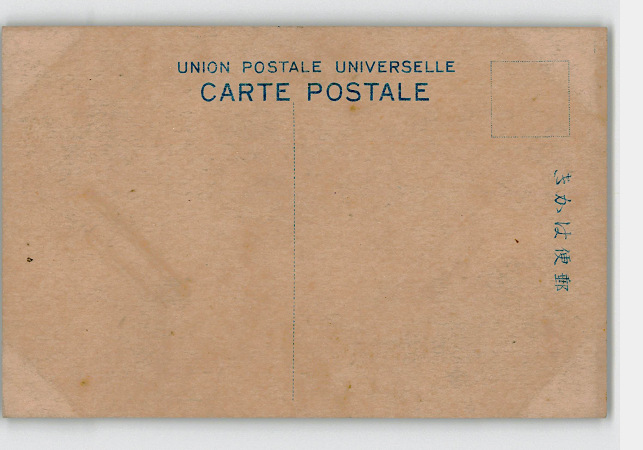 UNION POSTALE UNIVERSELLE
CARTE POSTALE
郵便はかき